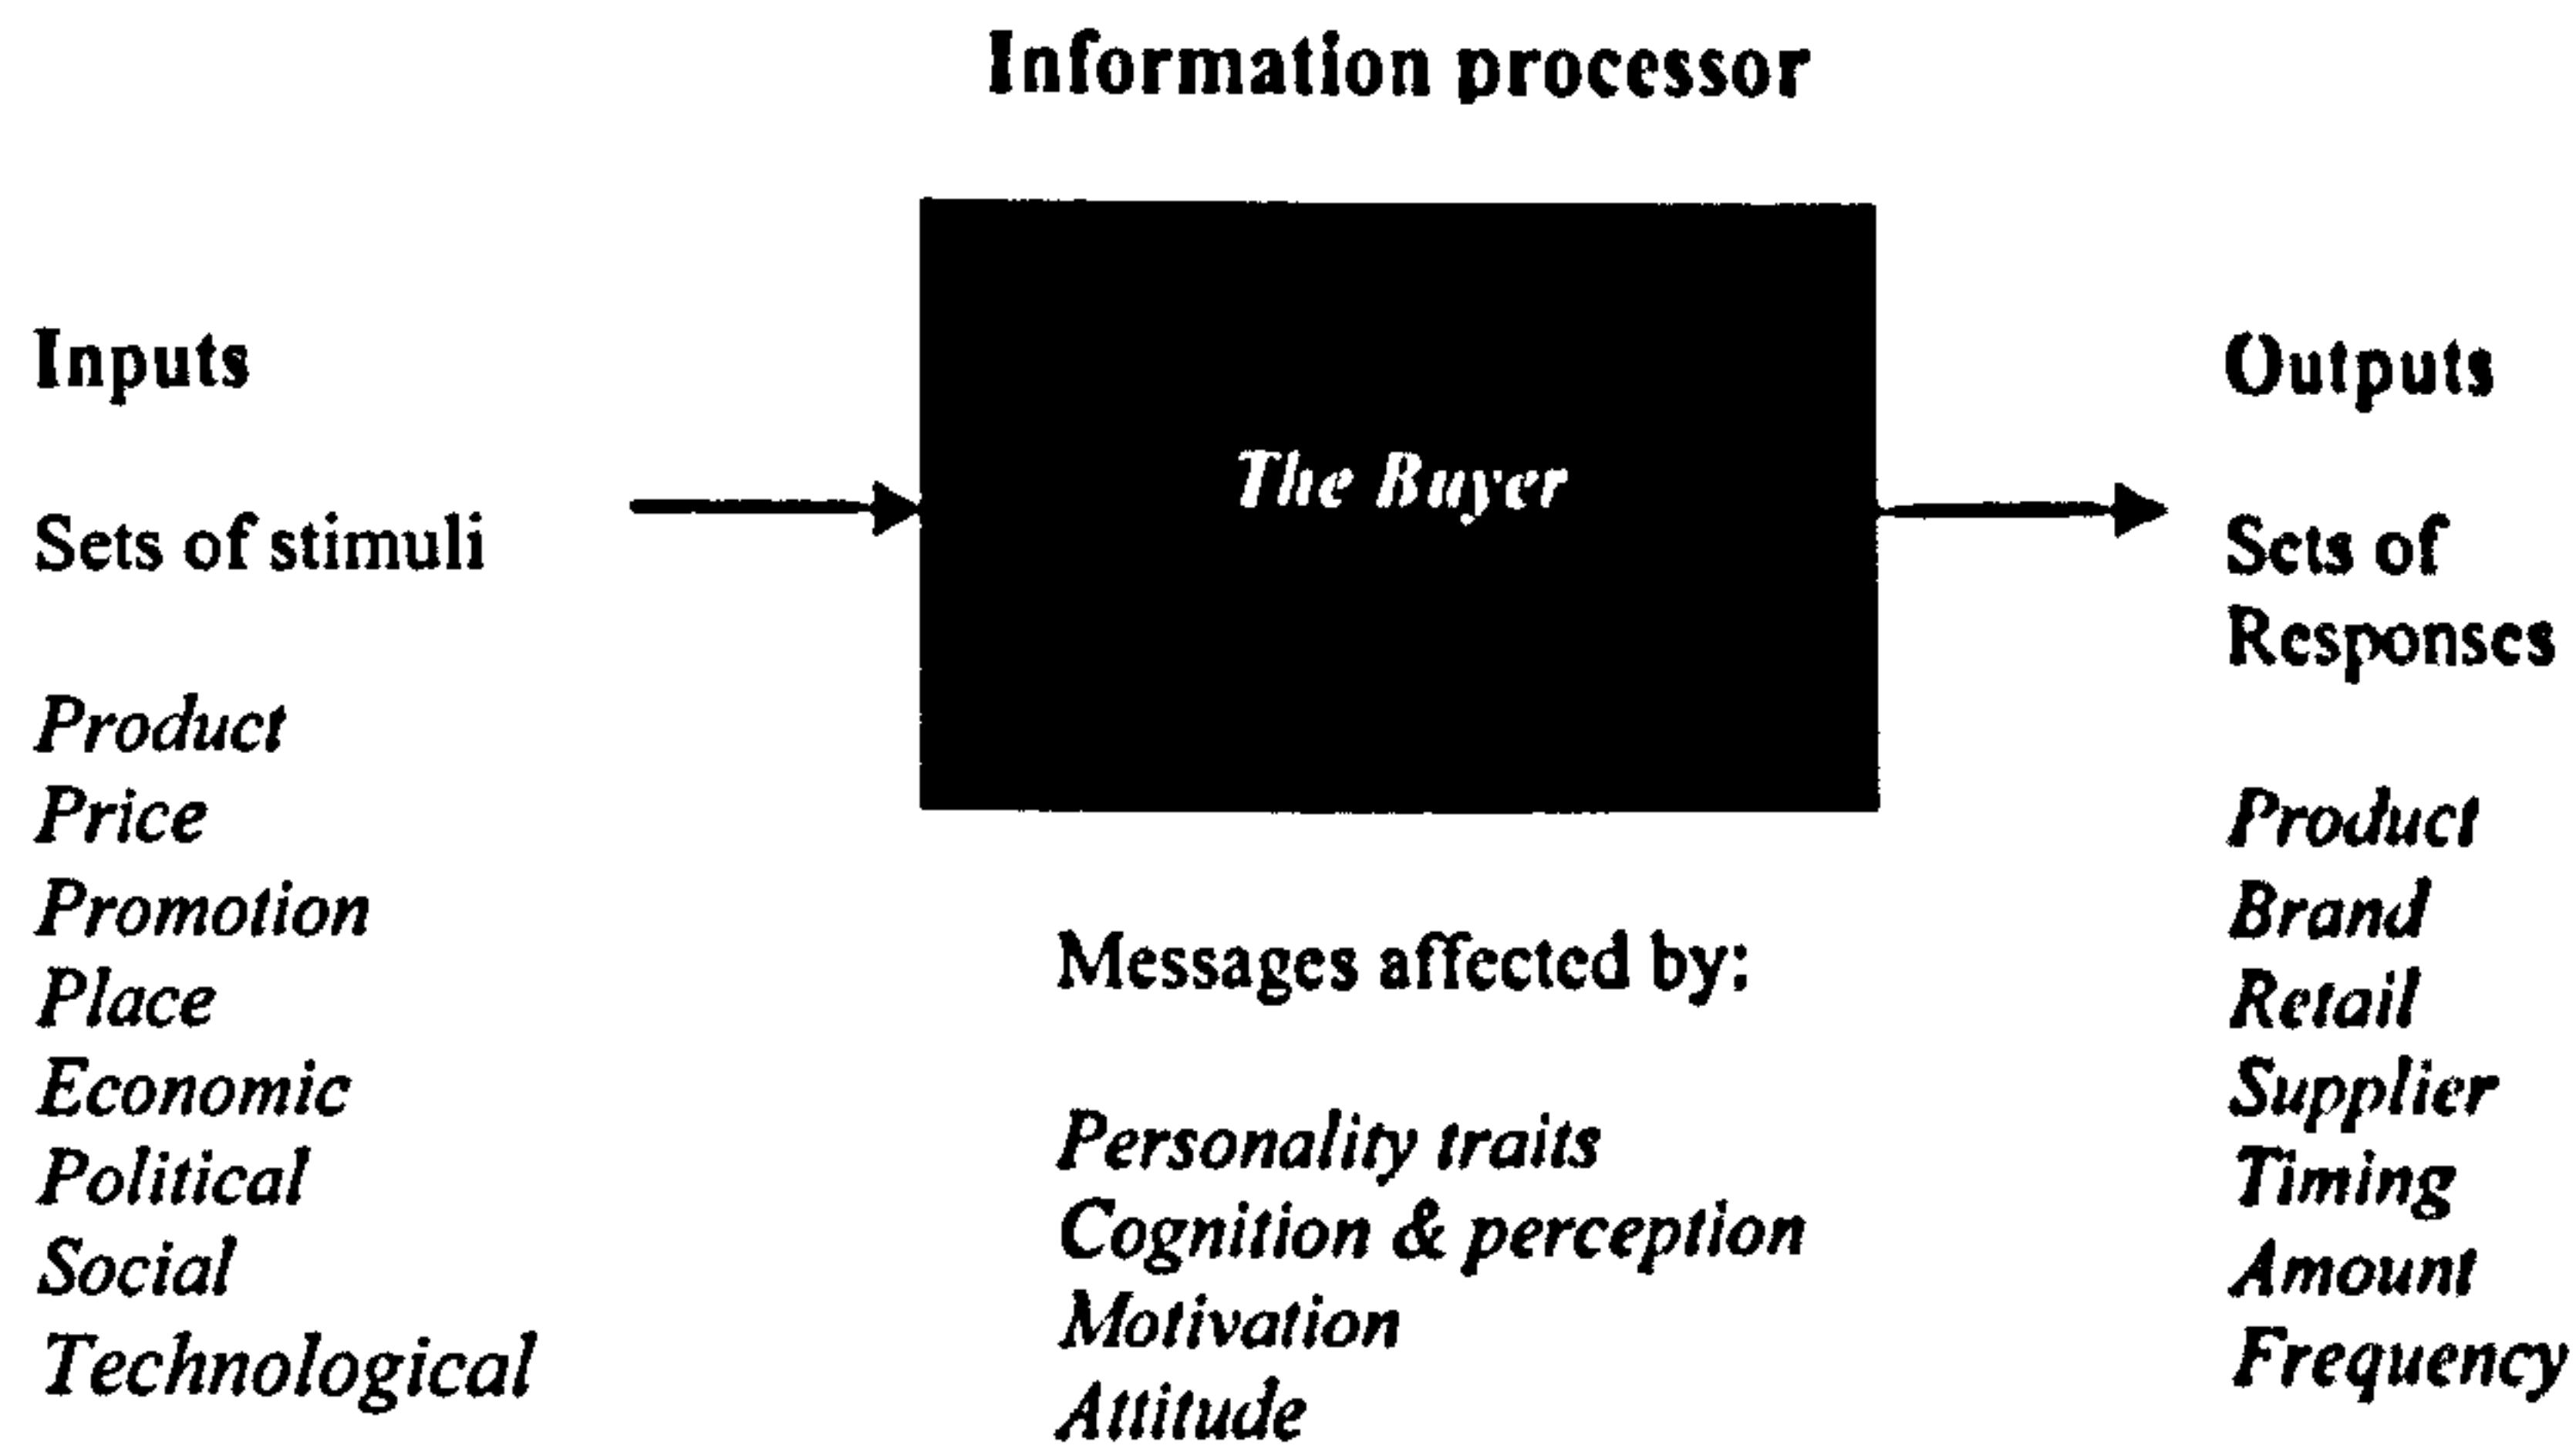 Information processor
Inputs
Sets of stimuli
Product
Price
Promotion
Place
Economic
Political
Social
Technological
The Buyer
Messages affected by:
Personality traits
Cognition & perception
Motivation
Attitude
Outputs
Sets of
Responses
Product
Brand
Retail
Supplier
Timing
Amount
Frequency